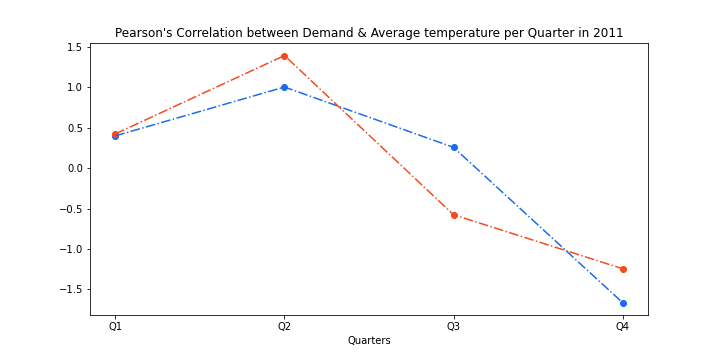 Pearson's Correlation between Demand & Average temperature per Quarter in 2011
1.5
1.0
0.5
0.0
−0.5
−1.0
−1.5
Q1 Q2 Q3 Q4
Quarters